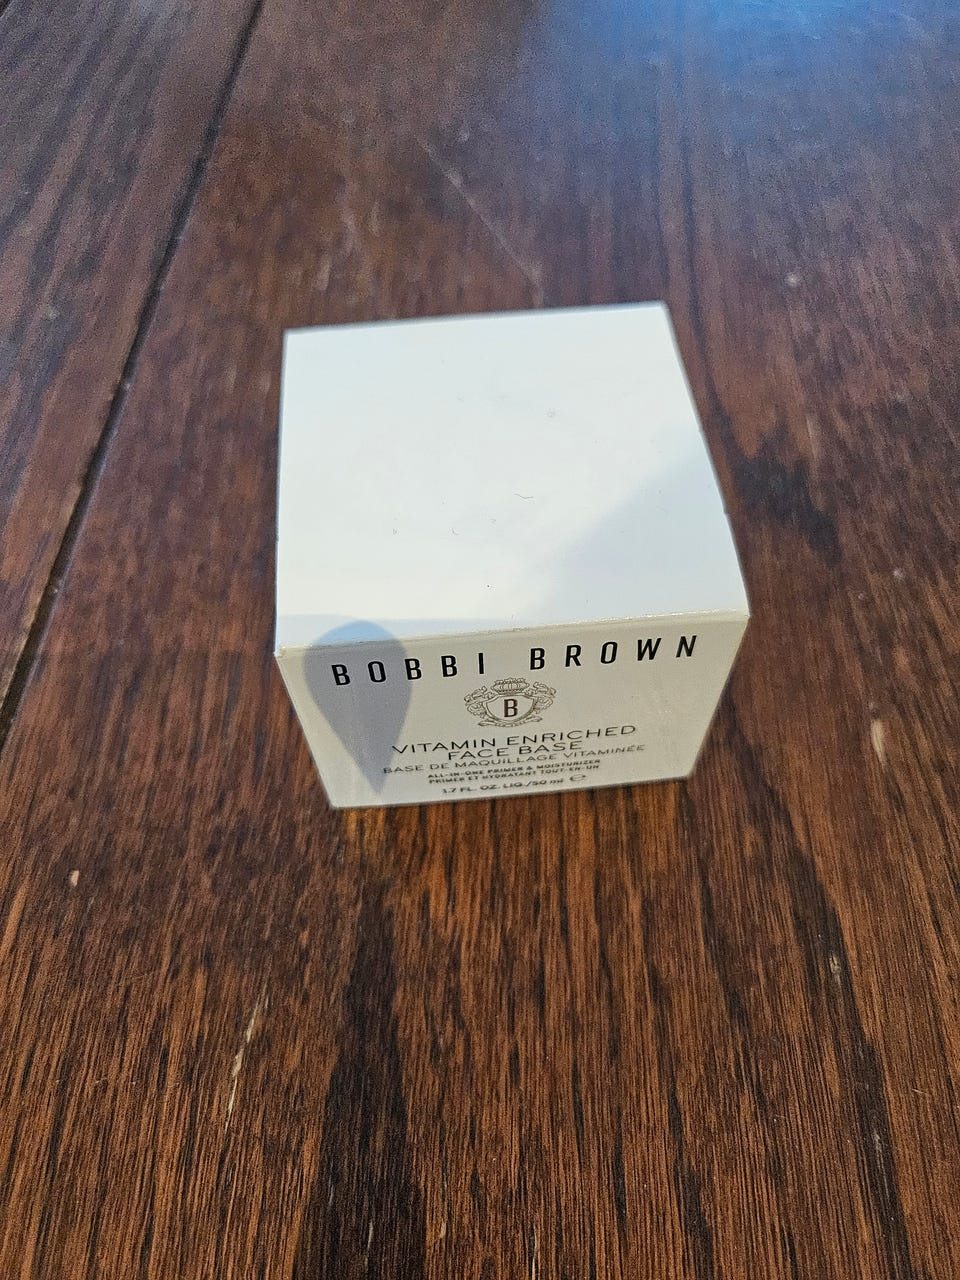 BOBBI BROWN
B
VITAMIN ENRICHED
FACE BASE
BASE DE MAQUILLAGE VITAMINÉE
ALL-IN-ONE PRIMER & MOISTURIZER
PRIMER ET HYDRATANT TOUT-EN-UN
1.7 FL. OZ. LIQ./50 ml ℮